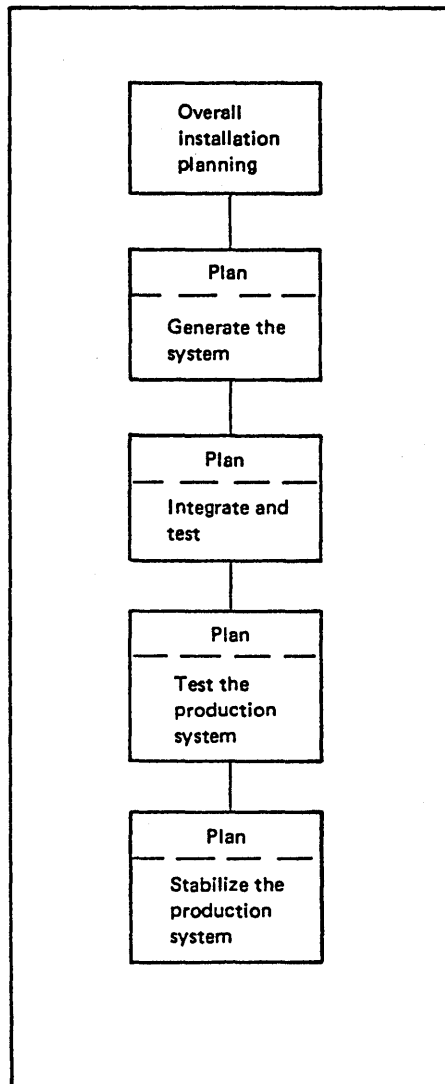 Overall
installation
planning
Plan
Generate the
system
Plan
Integrate and
test
Plan
Test the
production
system
Plan
Stabilize the
production
system